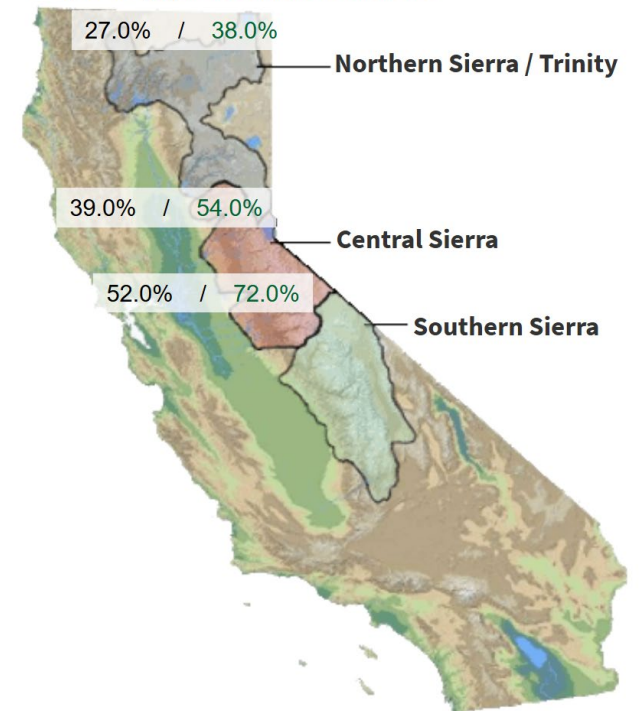 27.0% / 38.0%
Northern Sierra / Trinity
39.0% / 54.0%
Central Sierra
52.0% / 72.0%
Southern Sierra